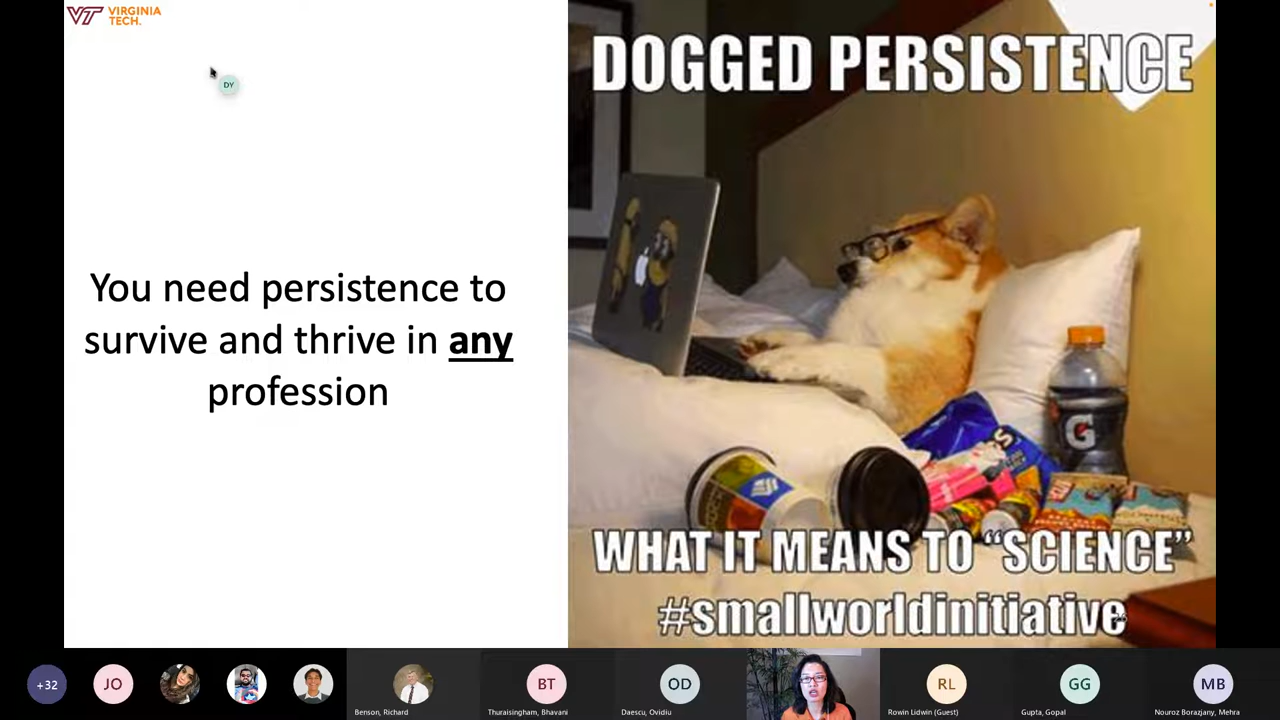 VT VIRGINIA
TECH.
DY
You need persistence to
survive and thrive in any
profession
DOGGED PERSISTENCE
G
WHAT IT MEANS TO “SCIENCE”
#smallworldinitiative
+32
JO
Benson, Richard
BT
Thuraisingham, Bhavani
OD
Daescu, Ovidiu
RL
Rowin Lidwin (Guest)
GG
Gupta, Gopal
MB
Nouroz Borazjany, Mehra